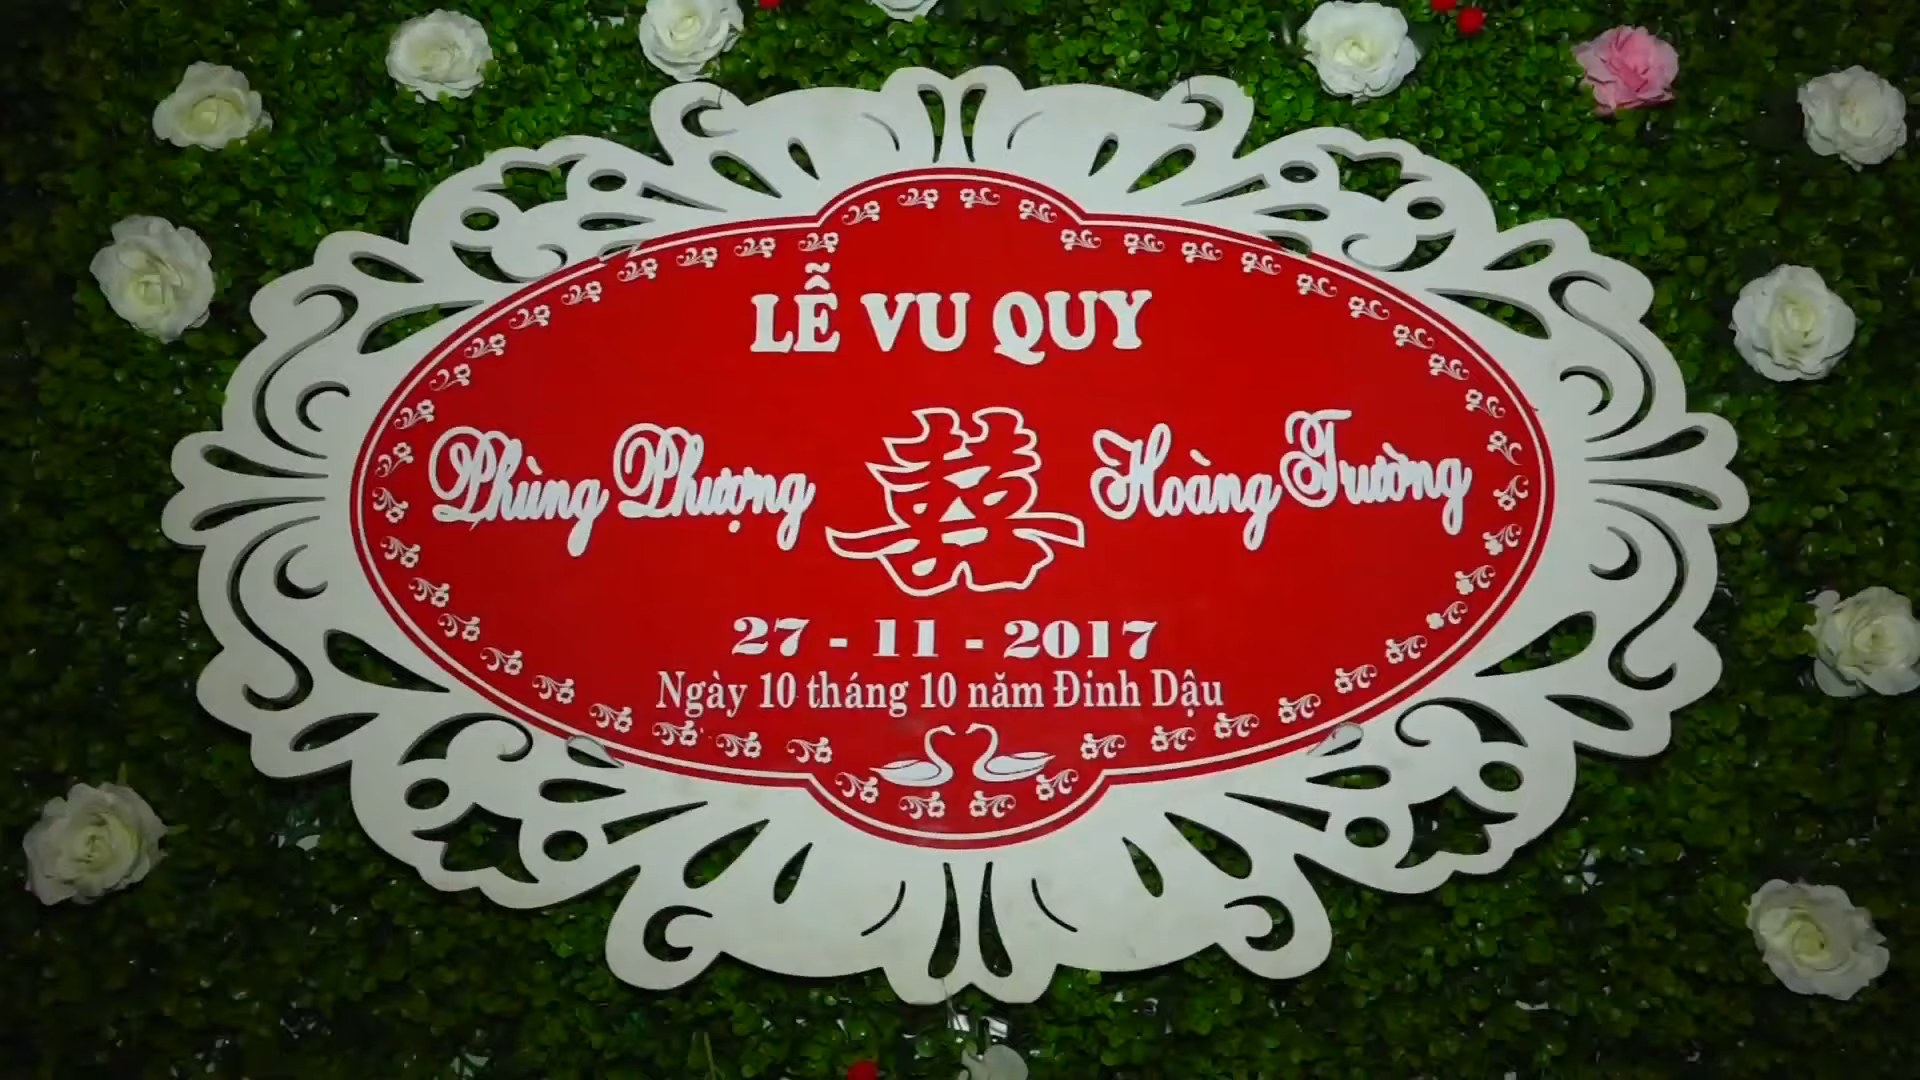 LỄ VU QUY
Phùng Phượng 囍 Hoàng Trường
27 - 11 - 2017
Ngày 10 tháng 10 năm Đinh Dậu